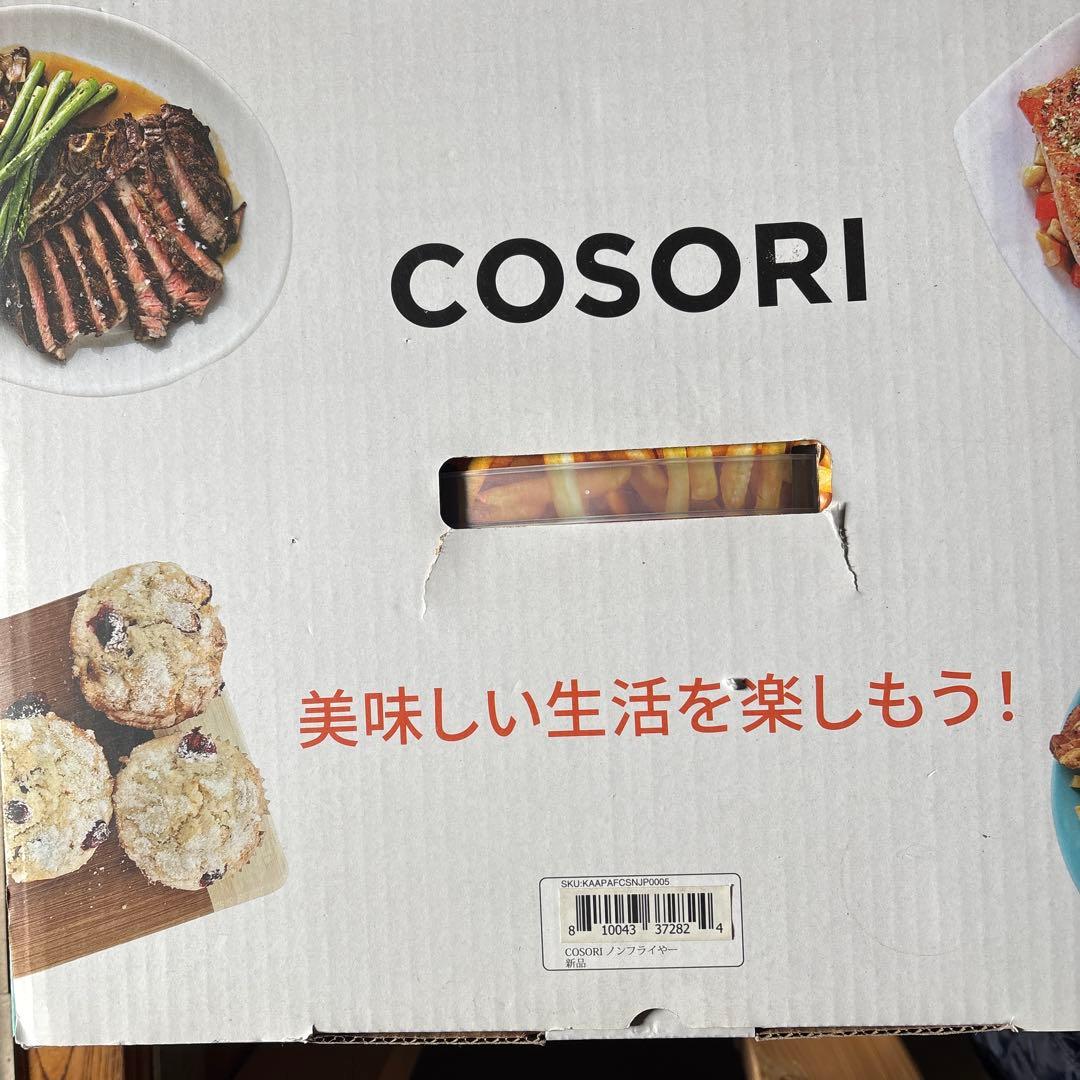 COSORI
美味しい生活を楽しもう!
SKU:KAAPAFCSNJP0005
8 10043 37282 4
COSORI ノンフライやー
新品